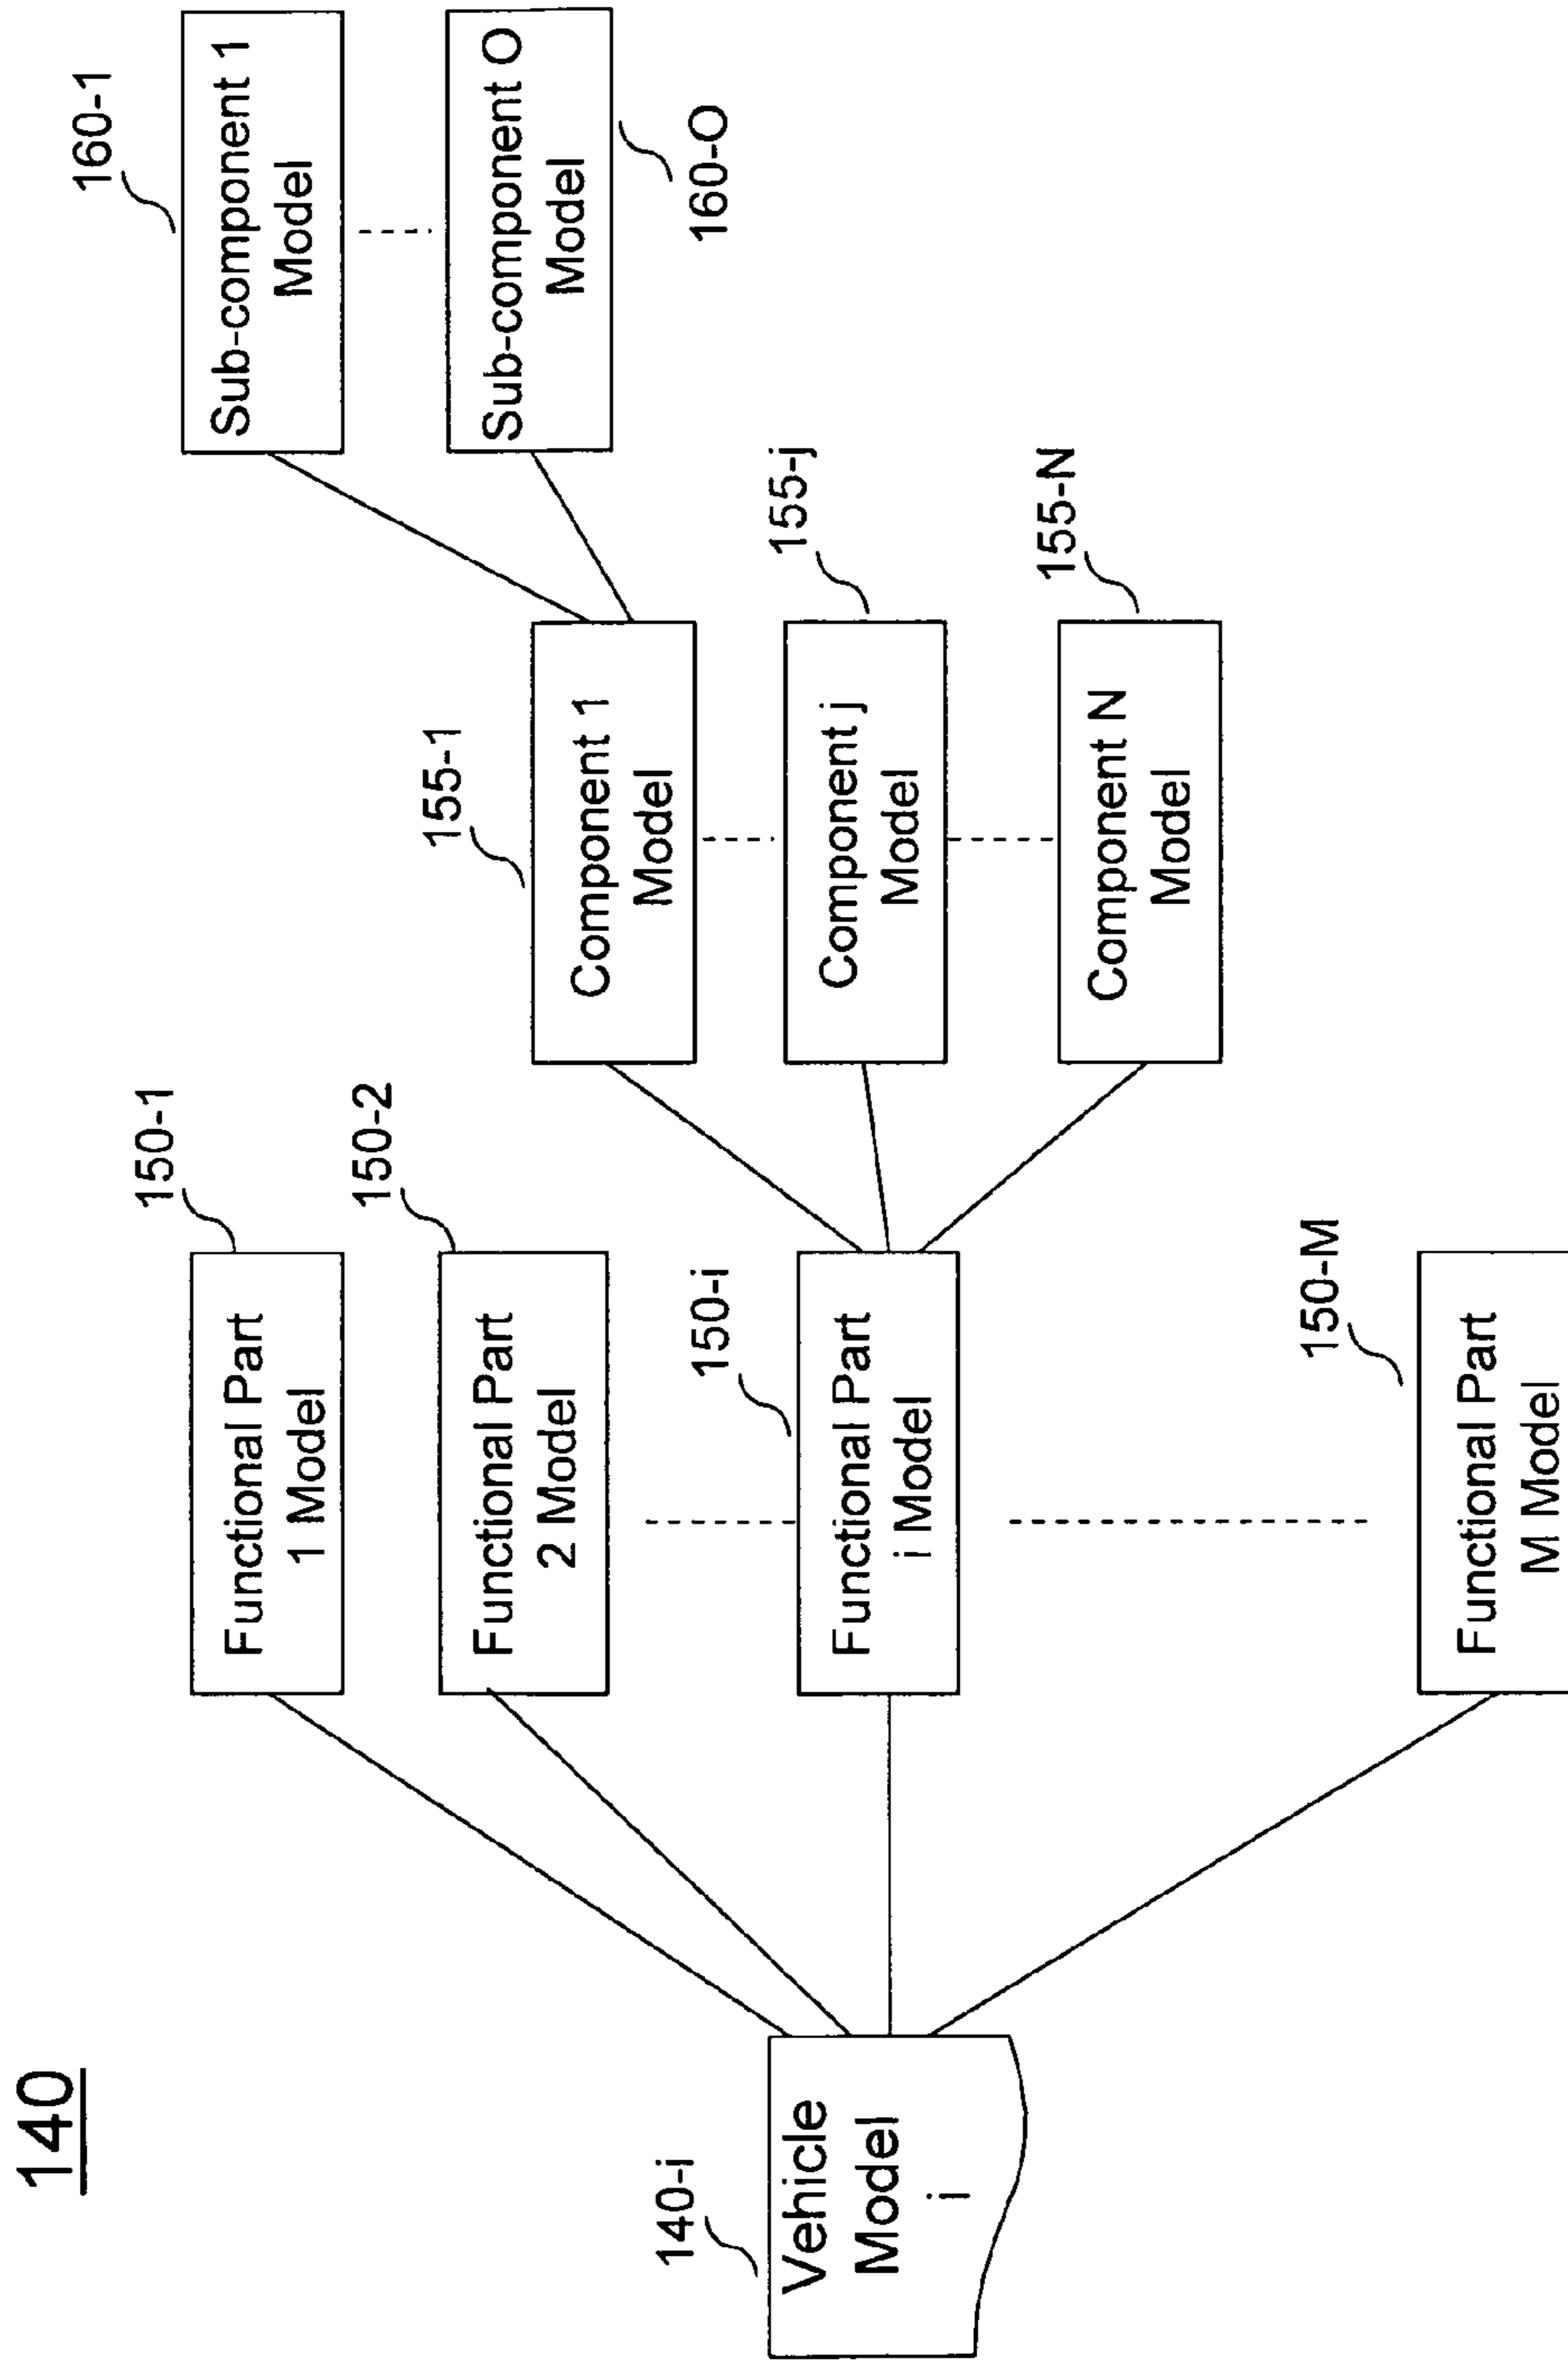 140
140-i
Vehicle
Model
i
150-1
Functional Part
1 Model
150-2
Functional Part
2 Model
150-i
Functional Part
i Model
150-M
Functional Part
M Model
155-1
Component 1
Model
155-j
Component j
Model
155-N
Component N
Model
160-1
Sub-component 1
Model
Sub-component O
Model
160-O